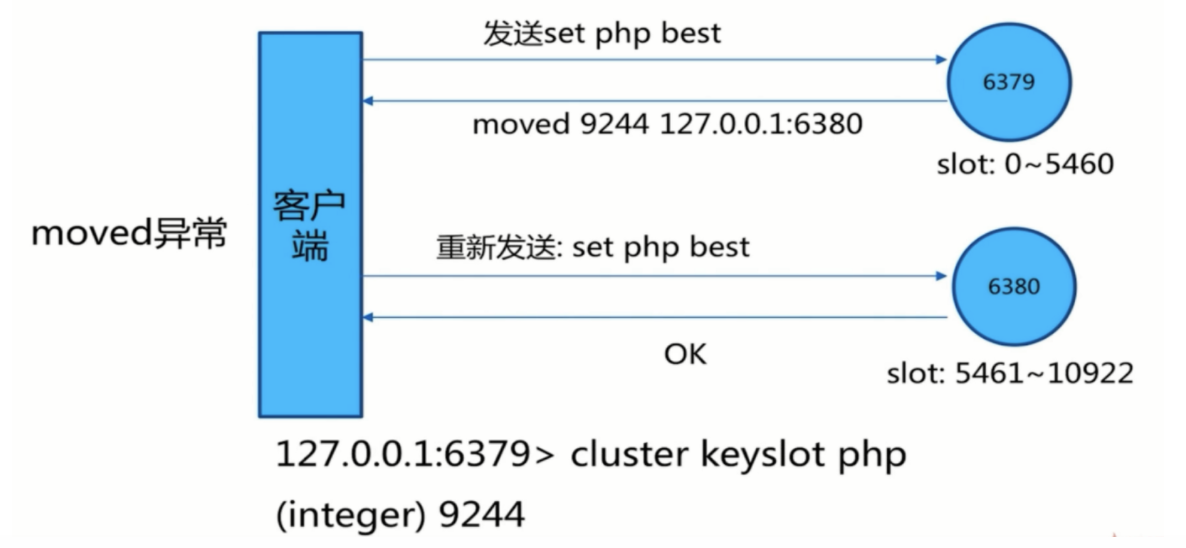 发送set php best
6379
moved 9244 127.0.0.1:6380
slot: 0~5460
moved异常
客户
端
重新发送: set php best
6380
OK
slot: 5461~10922
127.0.0.1:6379> cluster keyslot php
(integer) 9244